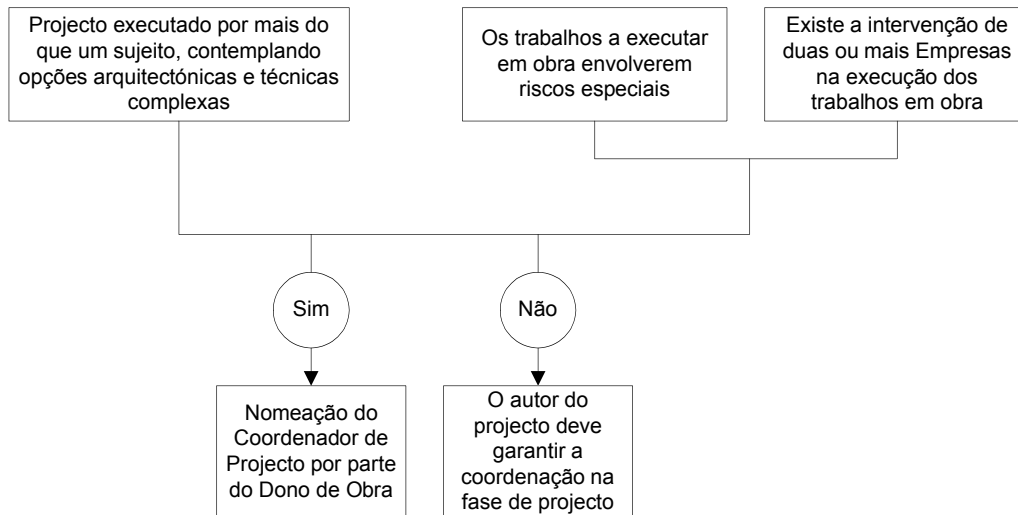 Projecto executado por mais do
que um sujeito, contemplando
opções arquitectónicas e técnicas
complexas
Os trabalhos a executar
em obra envolverem
riscos especiais
Existe a intervenção de
duas ou mais Empresas
na execução dos
trabalhos em obra
Sim
Não
Nomeação do
Coordenador de
Projecto por parte
do Dono de Obra
O autor do
projecto deve
garantir a
coordenação na
fase de projecto